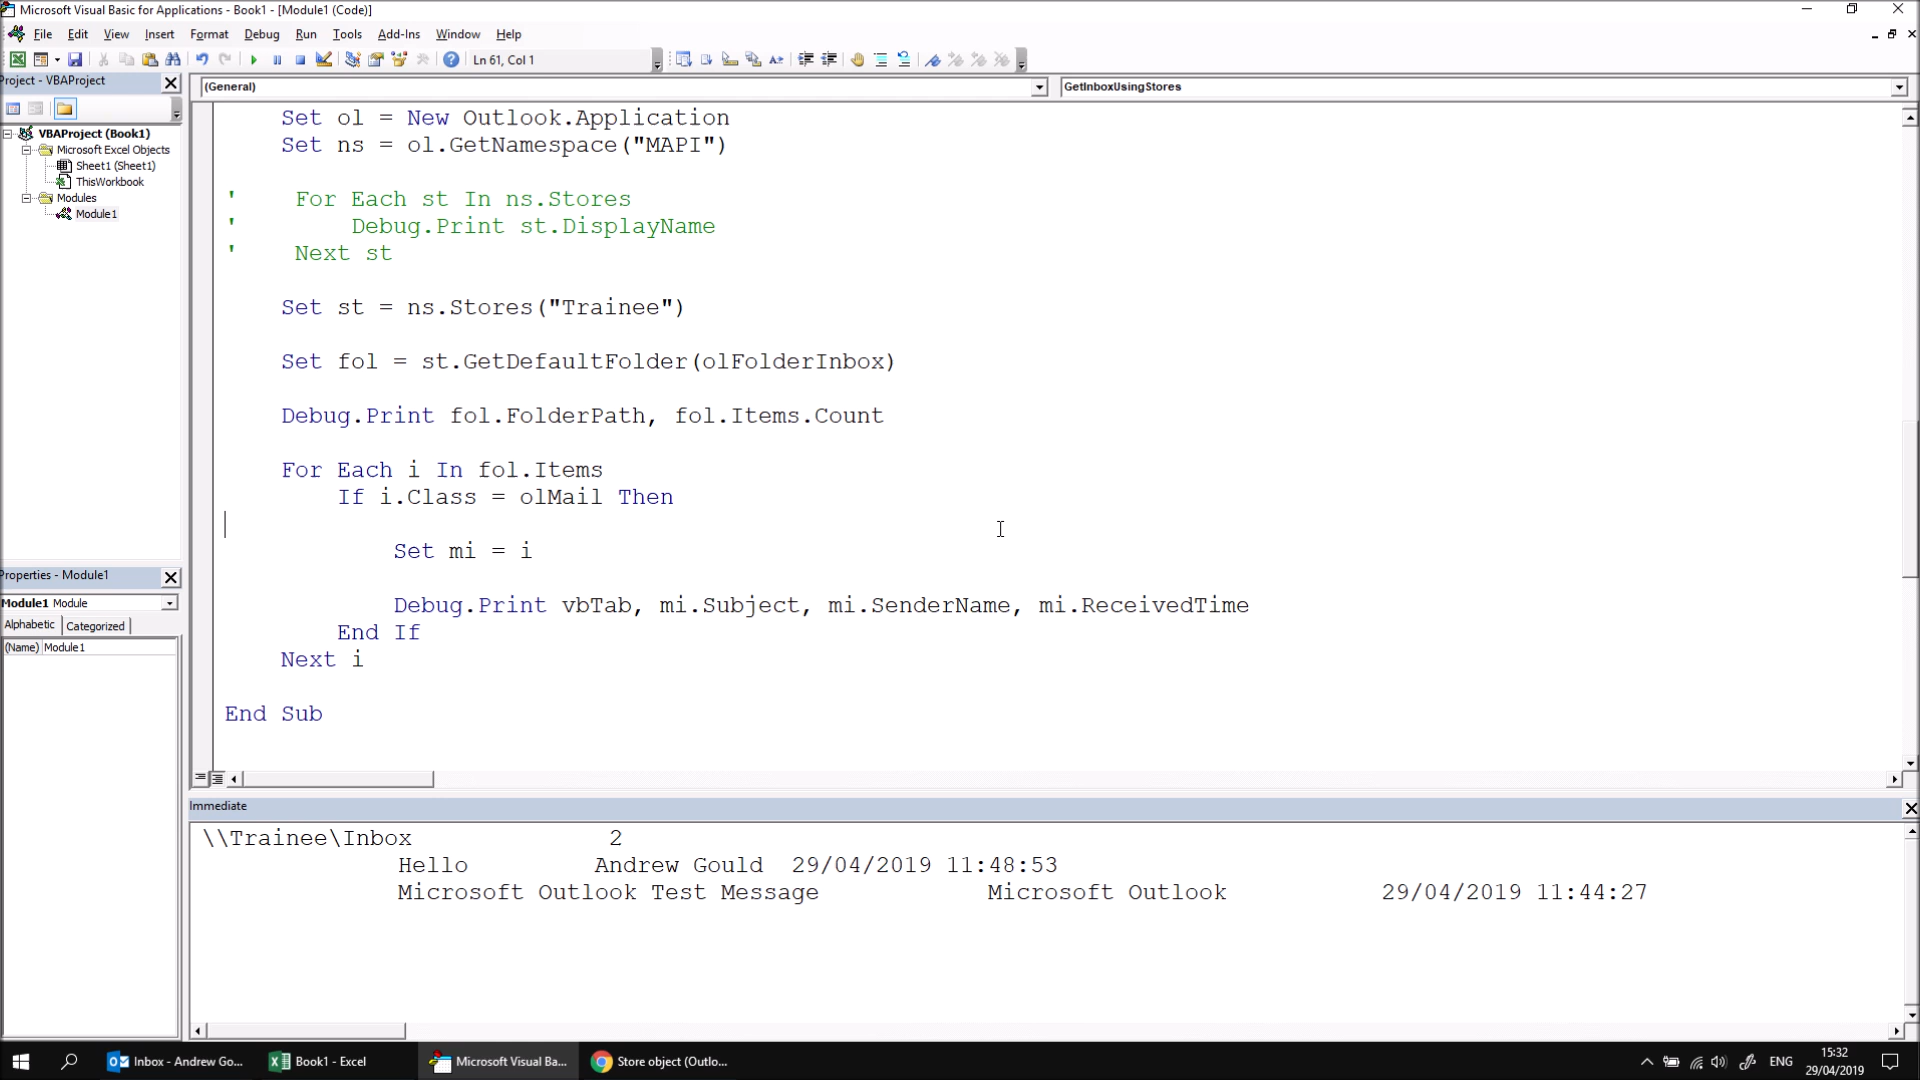 Microsoft Visual Basic for Applications - Book1 - [Module1 (Code)]
File Edit View Insert Format Debug Run Tools Add-Ins Window Help
Ln 61, Col 1
Project - VBAProject
(General)
GetInboxUsingStores
VBAProject (Book1)
Microsoft Excel Objects
Sheet1 (Sheet1)
ThisWorkbook
Modules
Module1
Set ol = New Outlook.Application
Set ns = ol.GetNamespace("MAPI")
' For Each st In ns.Stores
' Debug.Print st.DisplayName
' Next st
Set st = ns.Stores("Trainee")
Set fol = st.GetDefaultFolder(olFolderInbox)
Debug.Print fol.FolderPath, fol.Items.Count
For Each i In fol.Items
If i.Class = olMail Then
Set mi = i
Debug.Print vbTab, mi.Subject, mi.SenderName, mi.ReceivedTime
End If
Next i
End Sub
Properties - Module1
Module1 Module
Alphabetic Categorized
(Name) Module1
Immediate
\\Trainee\Inbox 2
Hello Andrew Gould 29/04/2019 11:48:53
Microsoft Outlook Test Message Microsoft Outlook 29/04/2019 11:44:27
Inbox - Andrew Go...
Book1 - Excel
Microsoft Visual Ba...
Store object (Outlo...
ENG
15:32
29/04/2019